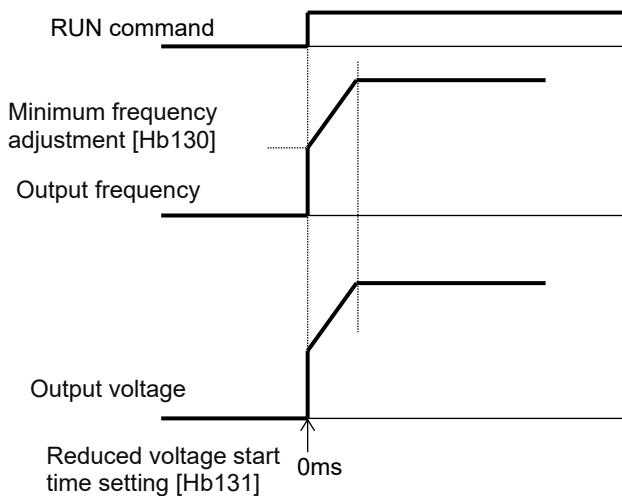 RUN command
Minimum frequency
adjustment [Hb130]
Output frequency
Output voltage
Reduced voltage start
time setting [Hb131]
0ms